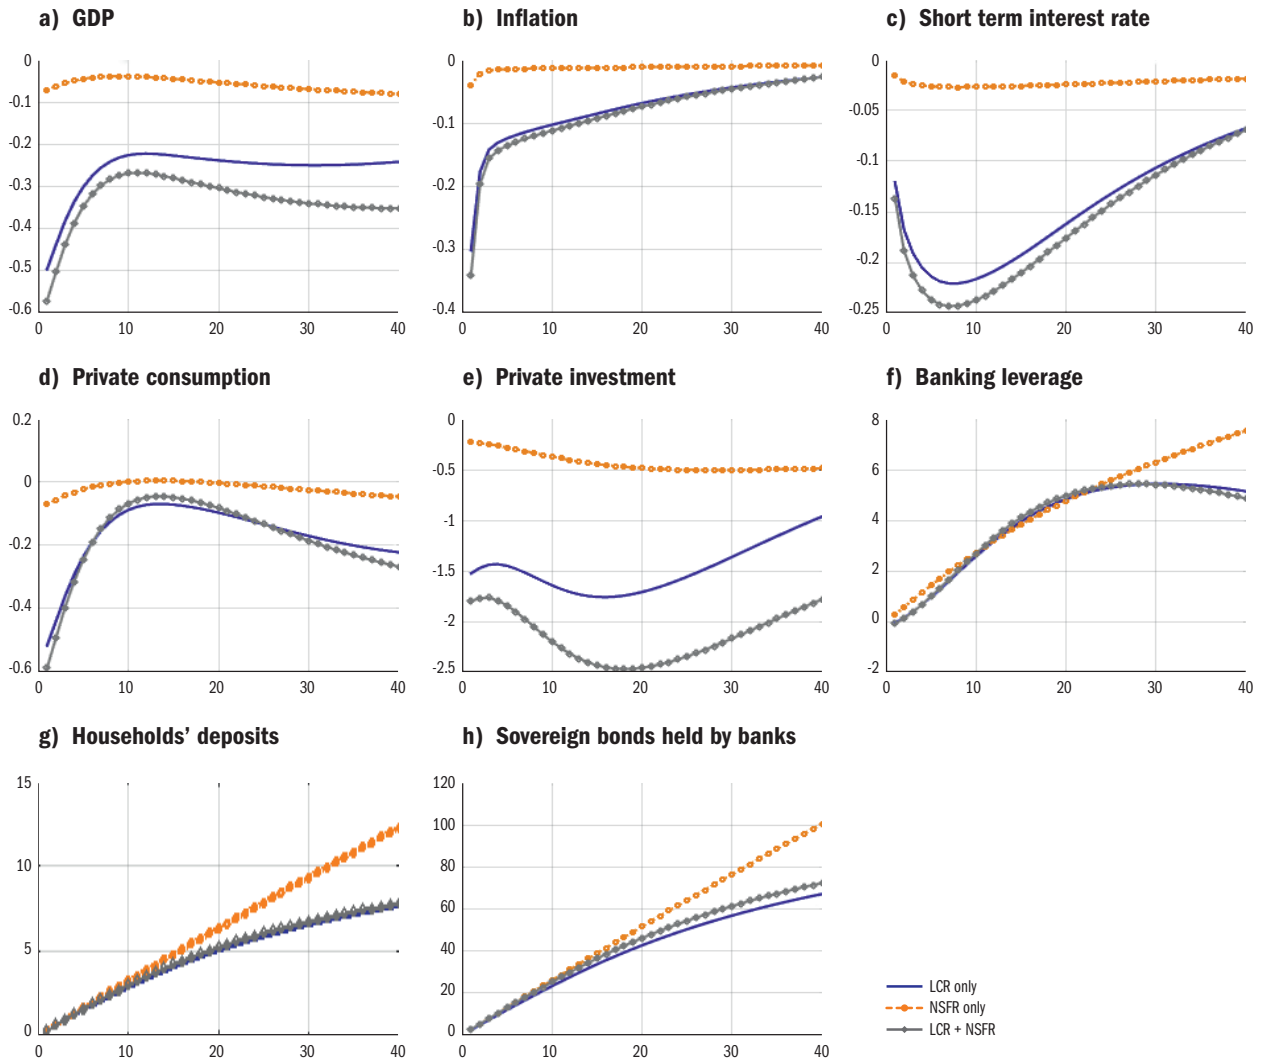 a) GDP
0
-0.1
-0.2
-0.3
-0.4
-0.5
-0.6
0 10 20 30 40
b) Inflation
0
-0.1
-0.2
-0.3
-0.4
0 10 20 30 40
c) Short term interest rate
0
-0.05
-0.1
-0.15
-0.2
-0.25
0 10 20 30 40
d) Private consumption
0.2
0
-0.2
-0.4
-0.6
0 10 20 30 40
e) Private investment
0
-0.5
-1
-1.5
-2
-2.5
0 10 20 30 40
f) Banking leverage
8
6
4
2
0
-2
0 10 20 30 40
g) Households’ deposits
15
10
5
0
0 10 20 30 40
h) Sovereign bonds held by banks
120
100
80
60
40
20
0
0 10 20 30 40
LCR only
NSFR only
LCR + NSFR